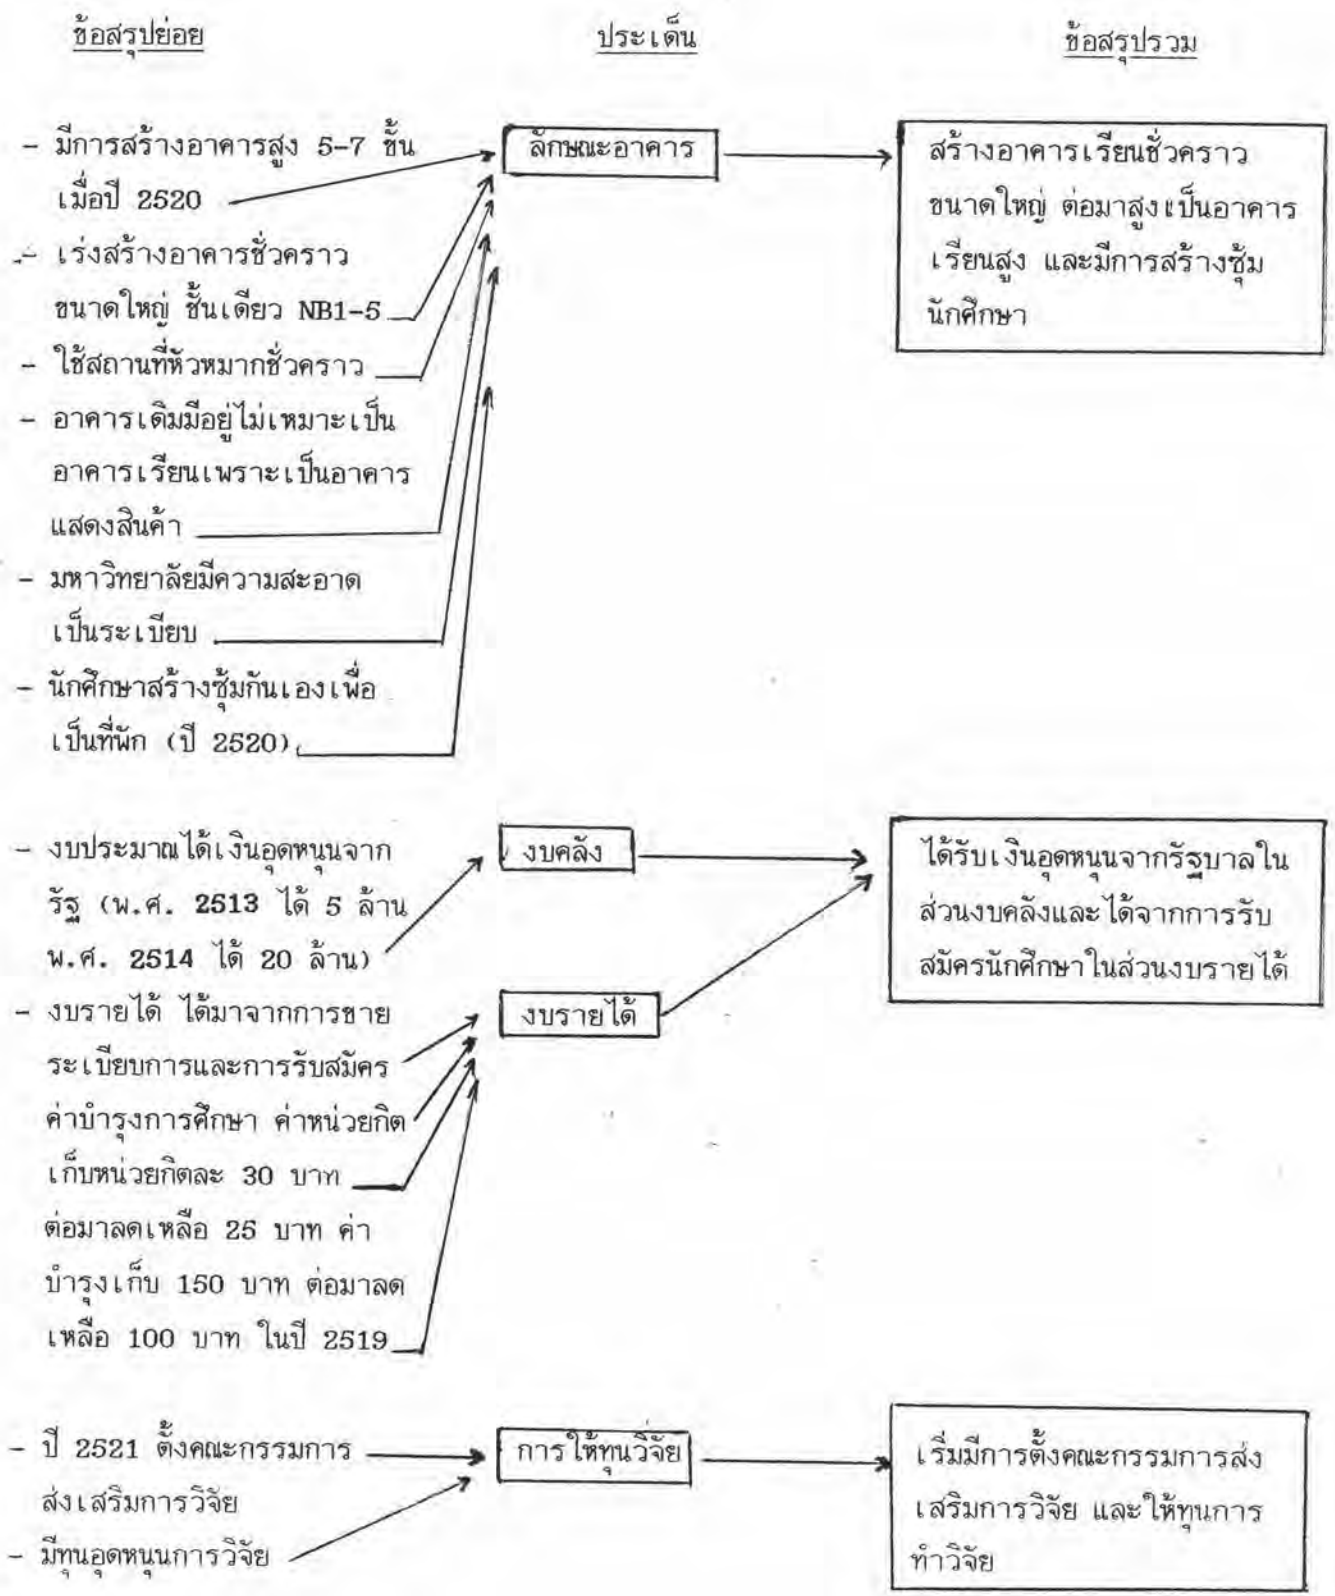 ข้อสรุปย่อย
ประเด็น
ข้อสรุปรวม
- มีการสร้างอาคารสูง 5-7 ชั้น
เมื่อปี 2520
- เร่งสร้างอาคารชั่วคราว
ขนาดใหญ่ ชั้นเดียว NB1-5
- ใช้สถานที่หัวหมากชั่วคราว
- อาคารเดิมมีอยู่ไม่เหมาะเป็น
อาคารเรียนเพราะเป็นอาคาร
แสดงสินค้า
- มหาวิทยาลัยมีความสะอาด
เป็นระเบียบ
- นักศึกษาสร้างซุ้มกันเองเพื่อ
เป็นที่พัก (ปี 2520)
ลักษณะอาคาร
สร้างอาคารเรียนชั่วคราว
ขนาดใหญ่ ต่อมาสูงเป็นอาคาร
เรียนสูง และมีการสร้างซุ้ม
นักศึกษา
- งบประมาณได้เงินอุดหนุนจาก
รัฐ (พ.ศ. 2513 ได้ 5 ล้าน
พ.ศ. 2514 ได้ 20 ล้าน)
- งบรายได้ ได้มาจากการขาย
ระเบียบการและการรับสมัคร
ค่าบำรุงการศึกษา ค่าหน่วยกิต
เก็บหน่วยกิตละ 30 บาท
ต่อมาลดเหลือ 25 บาท ค่า
บำรุงเก็บ 150 บาท ต่อมาลด
เหลือ 100 บาท ในปี 2519
งบคลัง
งบรายได้
ได้รับเงินอุดหนุนจากรัฐบาลใน
ส่วนงบคลังและได้จากการรับ
สมัครนักศึกษาในส่วนงบรายได้
- ปี 2521 ตั้งคณะกรรมการ
ส่งเสริมการวิจัย
- มีทุนอุดหนุนการวิจัย
การให้ทุนวิจัย
เริ่มมีการตั้งคณะกรรมการส่ง
เสริมการวิจัย และให้ทุนการ
ทำวิจัย